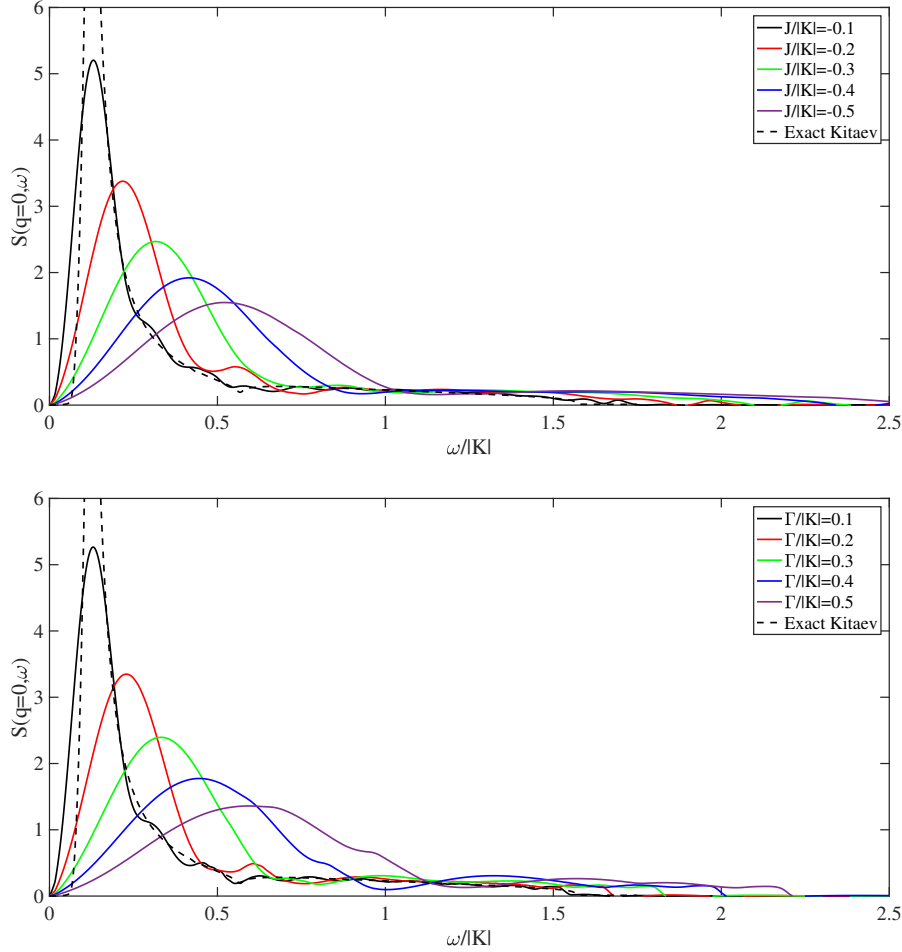 6
5
4
3
2
1
0
S(q=0,ω)
0
0.5
1
1.5
2
2.5
ω/|K|
J/|K|=-0.1
J/|K|=-0.2
J/|K|=-0.3
J/|K|=-0.4
J/|K|=-0.5
Exact Kitaev
6
5
4
3
2
1
0
S(q=0,ω)
0
0.5
1
1.5
2
2.5
ω/|K|
Γ/|K|=0.1
Γ/|K|=0.2
Γ/|K|=0.3
Γ/|K|=0.4
Γ/|K|=0.5
Exact Kitaev